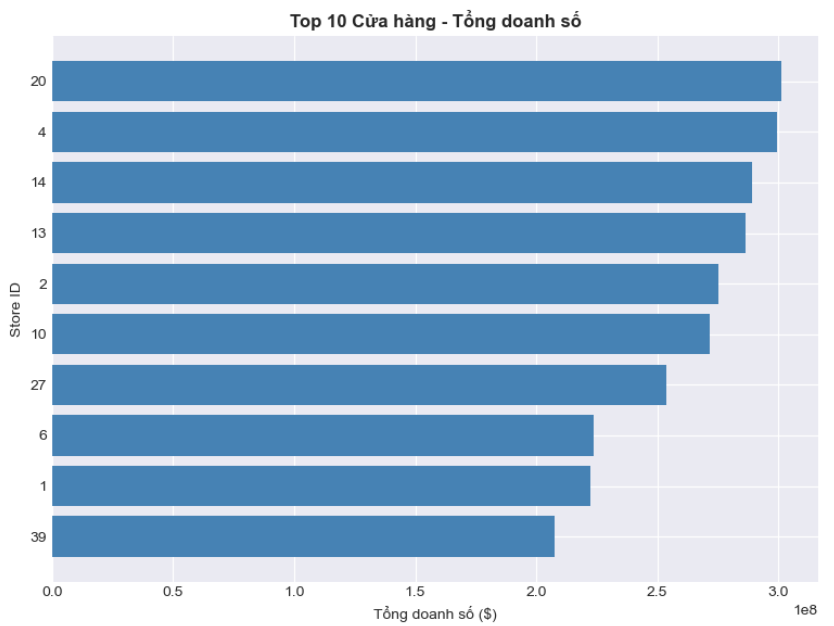 Top 10 Cửa hàng - Tổng doanh số
Store ID
20
4
14
13
2
10
27
6
1
39
0.0 0.5 1.0 1.5 2.0 2.5 3.0
1e8
Tổng doanh số ($)